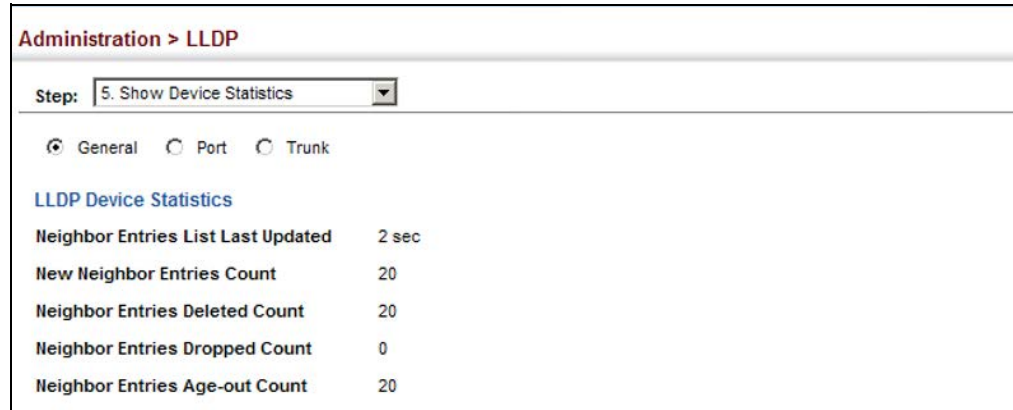 Administration > LLDP
Step: 5. Show Device Statistics
General Port Trunk
LLDP Device Statistics
Neighbor Entries List Last Updated 2 sec
New Neighbor Entries Count 20
Neighbor Entries Deleted Count 20
Neighbor Entries Dropped Count 0
Neighbor Entries Age-out Count 20